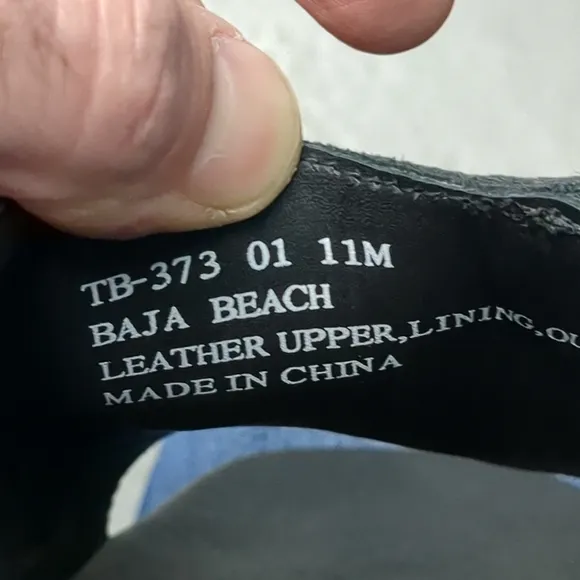 TB-373 01 11M
BAJA BEACH
LEATHER UPPER,LINING,
MADE IN CHINA